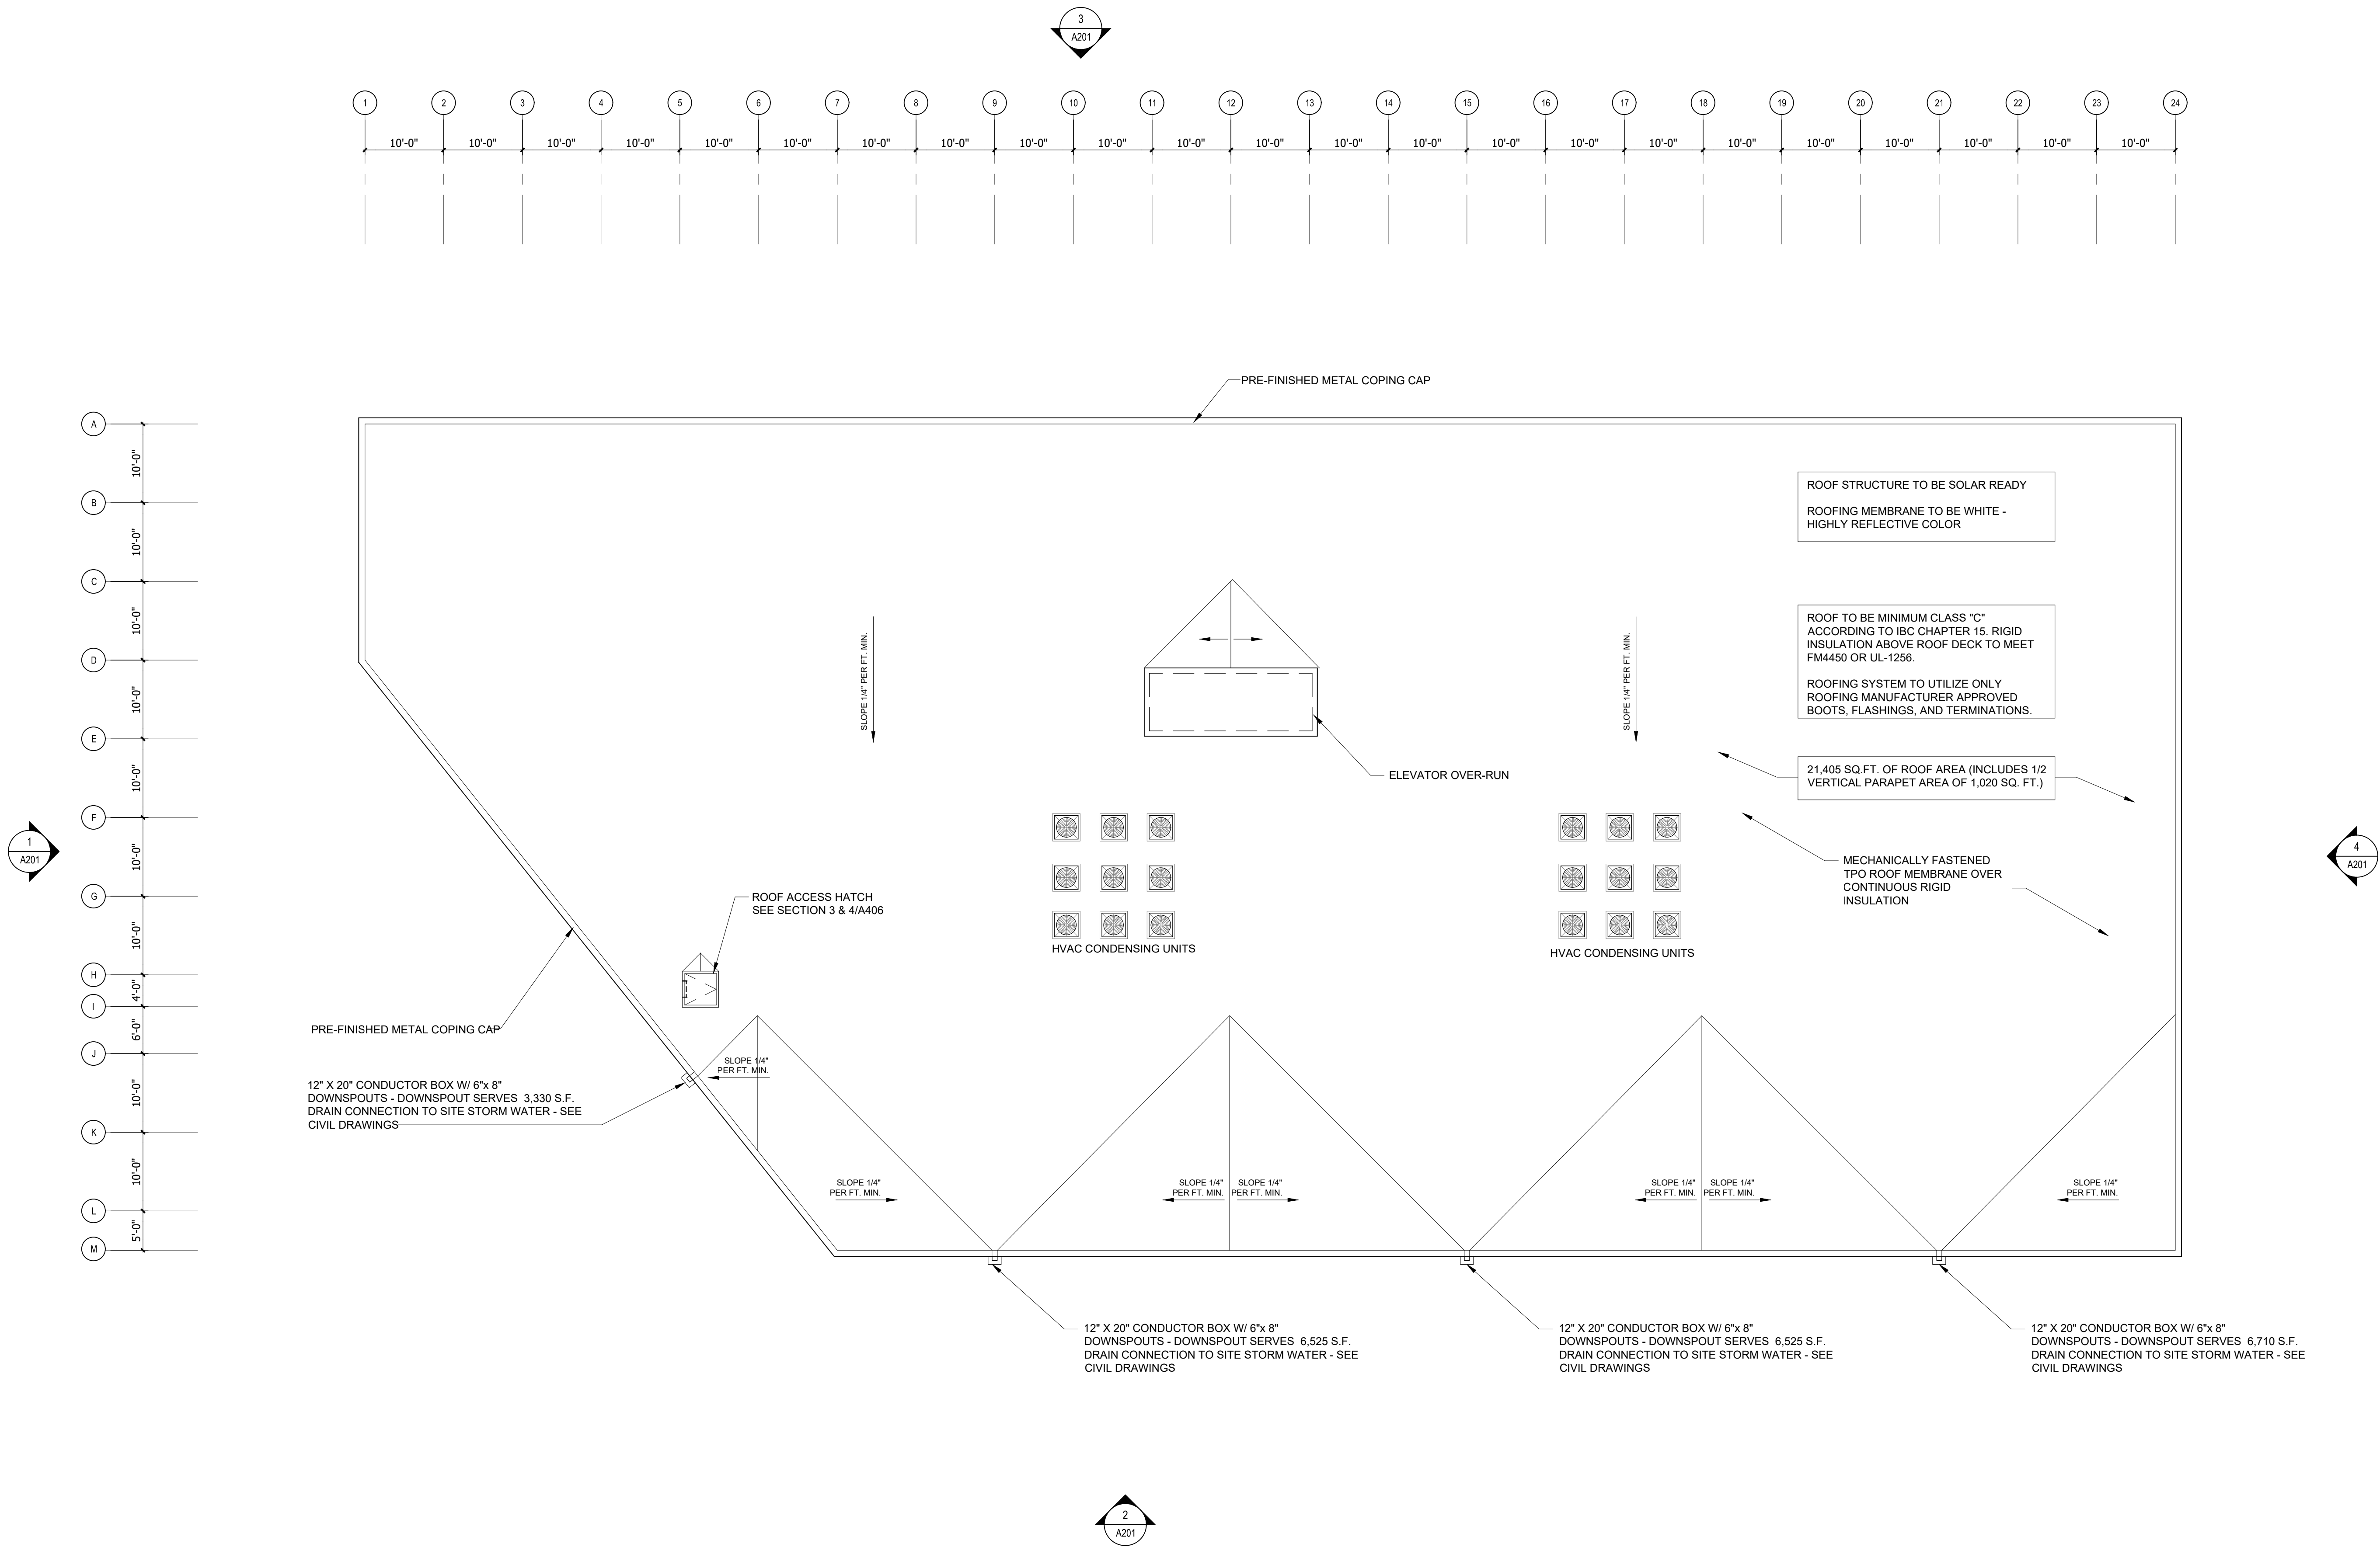 3
A201
1 2 3 4 5 6 7 8 9 10 11 12 13 14 15 16 17 18 19 20 21 22 23 24
10'-0" 10'-0" 10'-0" 10'-0" 10'-0" 10'-0" 10'-0" 10'-0" 10'-0" 10'-0" 10'-0" 10'-0" 10'-0" 10'-0" 10'-0" 10'-0" 10'-0" 10'-0" 10'-0" 10'-0" 10'-0" 10'-0" 10'-0"
PRE-FINISHED METAL COPING CAP
A
10'-0"
B
10'-0"
C
10'-0"
D
10'-0"
E
10'-0"
F
10'-0"
G
10'-0"
H
4'-0"
I
6'-0"
J
10'-0"
K
10'-0"
L
5'-0"
M
1
A201
ROOF STRUCTURE TO BE SOLAR READY
ROOFING MEMBRANE TO BE WHITE -
HIGHLY REFLECTIVE COLOR
ROOF TO BE MINIMUM CLASS "C"
ACCORDING TO IBC CHAPTER 15. RIGID
INSULATION ABOVE ROOF DECK TO MEET
FM4450 OR UL-1256.
ROOFING SYSTEM TO UTILIZE ONLY
ROOFING MANUFACTURER APPROVED
BOOTS, FLASHINGS, AND TERMINATIONS.
SLOPE 1/4" PER FT. MIN.
SLOPE 1/4" PER FT. MIN.
21,405 SQ.FT. OF ROOF AREA (INCLUDES 1/2
VERTICAL PARAPET AREA OF 1,020 SQ. FT.)
ELEVATOR OVER-RUN
MECHANICALLY FASTENED
TPO ROOF MEMBRANE OVER
CONTINUOUS RIGID
INSULATION
4
A201
ROOF ACCESS HATCH
SEE SECTION 3 & 4/A406
HVAC CONDENSING UNITS
HVAC CONDENSING UNITS
PRE-FINISHED METAL COPING CAP
SLOPE 1/4"
PER FT. MIN.
12" X 20" CONDUCTOR BOX W/ 6"x 8"
DOWNSPOUTS - DOWNSPOUT SERVES 3,330 S.F.
DRAIN CONNECTION TO SITE STORM WATER - SEE
CIVIL DRAWINGS
SLOPE 1/4"
PER FT. MIN.
SLOPE 1/4"
PER FT. MIN.
SLOPE 1/4"
PER FT. MIN.
SLOPE 1/4"
PER FT. MIN.
SLOPE 1/4"
PER FT. MIN.
SLOPE 1/4"
PER FT. MIN.
12" X 20" CONDUCTOR BOX W/ 6"x 8"
DOWNSPOUTS - DOWNSPOUT SERVES 6,525 S.F.
DRAIN CONNECTION TO SITE STORM WATER - SEE
CIVIL DRAWINGS
12" X 20" CONDUCTOR BOX W/ 6"x 8"
DOWNSPOUTS - DOWNSPOUT SERVES 6,525 S.F.
DRAIN CONNECTION TO SITE STORM WATER - SEE
CIVIL DRAWINGS
12" X 20" CONDUCTOR BOX W/ 6"x 8"
DOWNSPOUTS - DOWNSPOUT SERVES 6,710 S.F.
DRAIN CONNECTION TO SITE STORM WATER - SEE
CIVIL DRAWINGS
2
A201